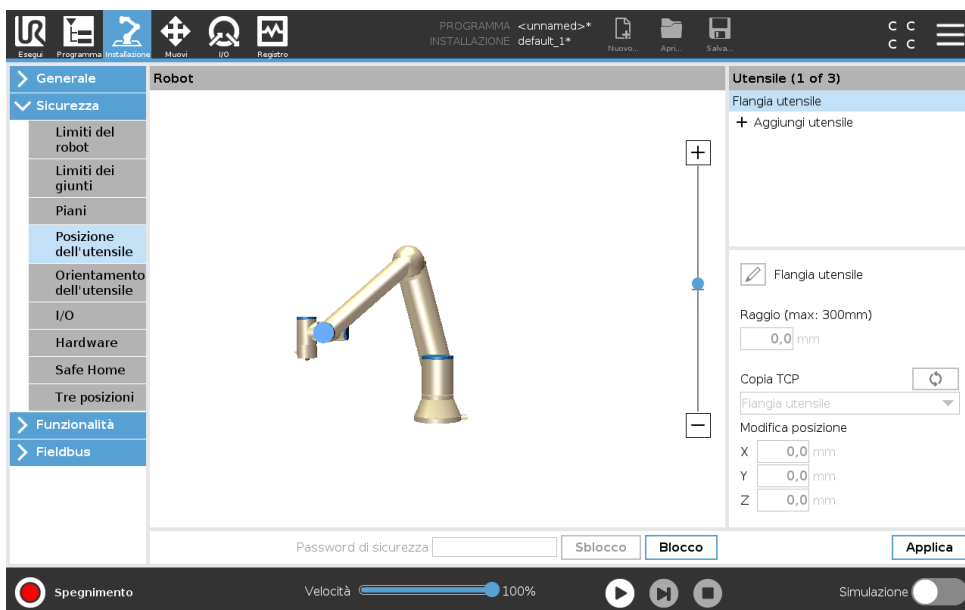 UR
PROGRAMMA <unnamed>*
INSTALLAZIONE default_1*
Esegui Programma Installazione Muovi I/O Registro
Nuovo... Apri... Salva...
C C
C C
Generale
Sicurezza
Limiti del
robot
Limiti dei
giunti
Piani
Posizione
dell'utensile
Orientamento
dell'utensile
I/O
Hardware
Safe Home
Tre posizioni
Funzionalità
Fieldbus
Robot
Utensile (1 of 3)
Flangia utensile
+ Aggiungi utensile
Flangia utensile
Raggio (max: 300mm)
0,0 mm
Copia TCP
Flangia utensile
Modifica posizione
X 0,0 mm
Y 0,0 mm
Z 0,0 mm
Password di sicurezza Sblocco Blocco Applica
Spegnimento Velocità 100% Simulazione